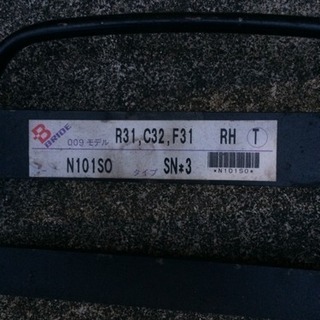 BRIDE
009 モデル R31,C32,F31 RH T
N101SO タイプ SN*3
*N101SO*